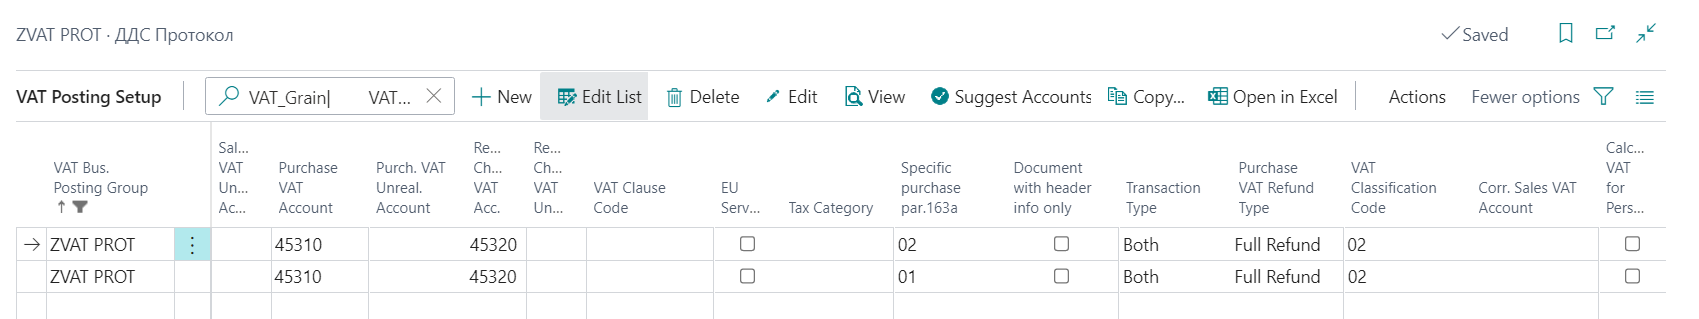 ZVAT PROT · ДДС Протокол
Saved
VAT Posting Setup
VAT_Grain| VAT...
New
Edit List
Delete
Edit
View
Suggest Accounts
Copy...
Open in Excel
Actions
Fewer options
VAT Bus. Posting Group
Sal... VAT Un... Ac...
Purchase VAT Account
Purch. VAT Unreal. Account
Re... Ch... VAT Acc.
Re... Ch... VAT Un...
VAT Clause Code
EU Serv...
Tax Category
Specific purchase par.163a
Document with header info only
Transaction Type
Purchase VAT Refund Type
VAT Classification Code
Corr. Sales VAT Account
Calc... VAT for Pers...
ZVAT PROT 45310 45320 02 Both Full Refund 02
ZVAT PROT 45310 45320 01 Both Full Refund 02